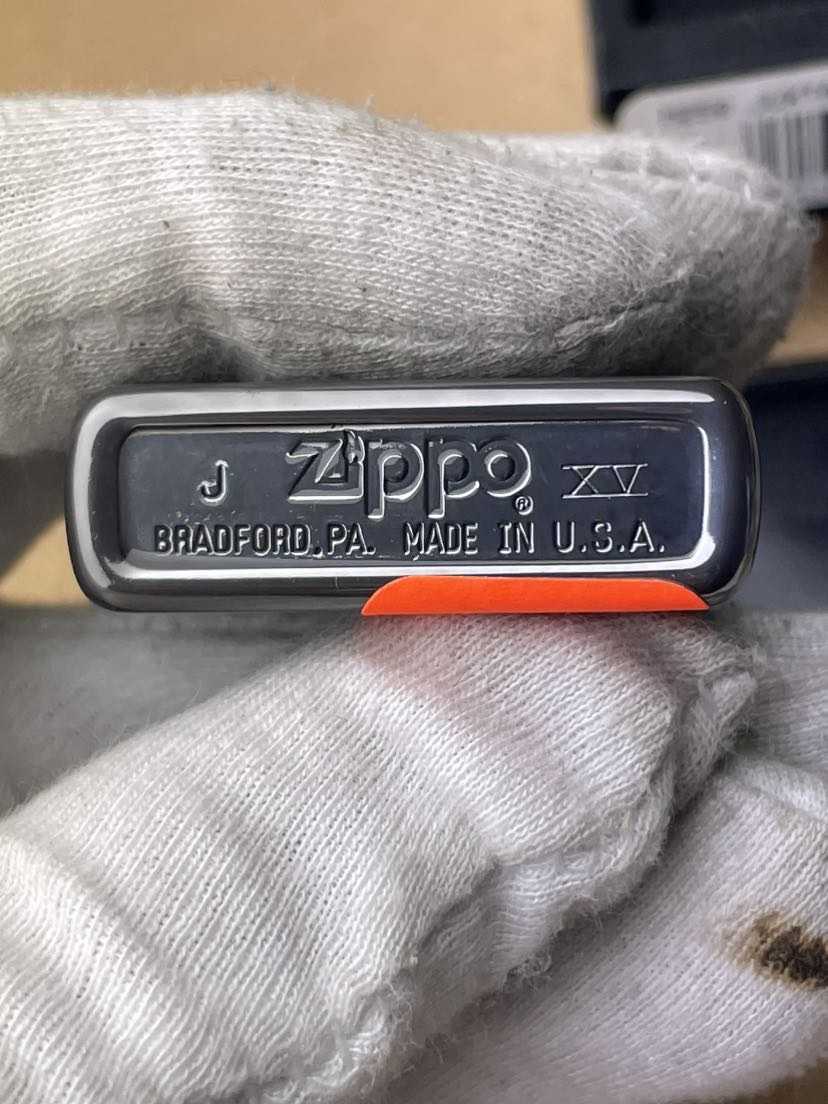 J Zippo ® XV
BRADFORD, PA. MADE IN U.S.A.